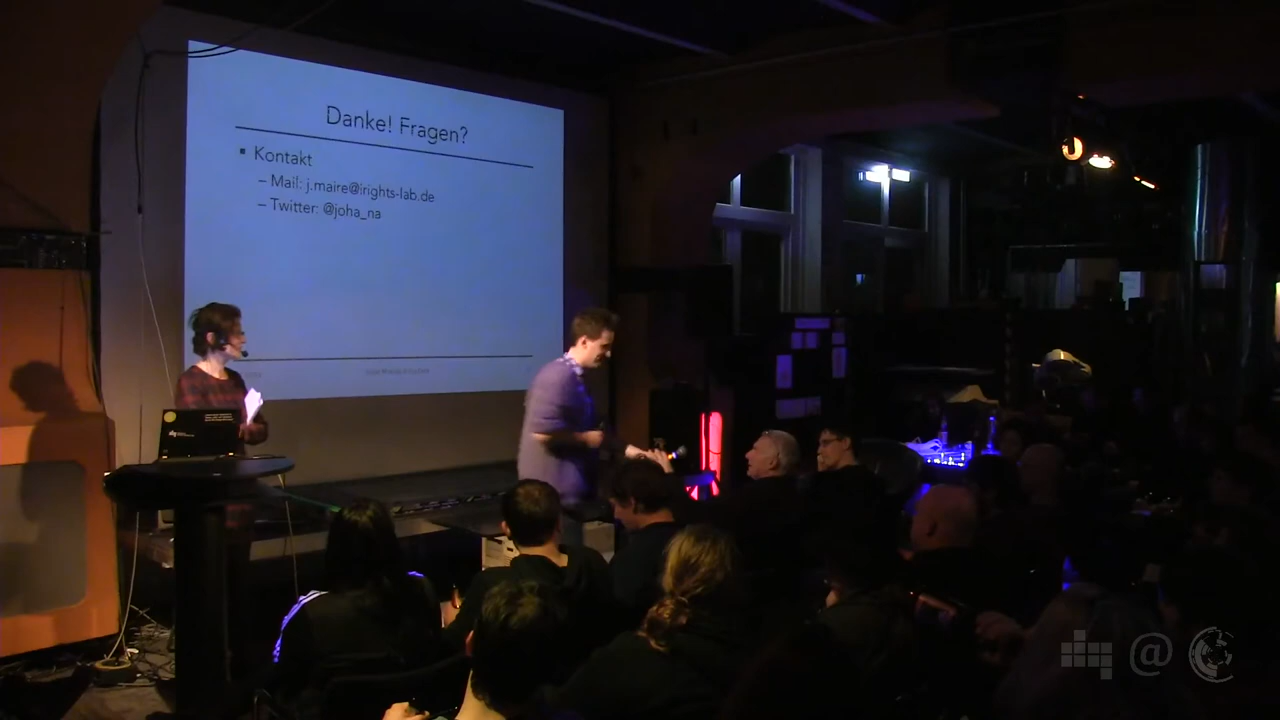 Danke! Fragen?
▪ Kontakt
– Mail: j.maire@irights-lab.de
– Twitter: @joha_na
@